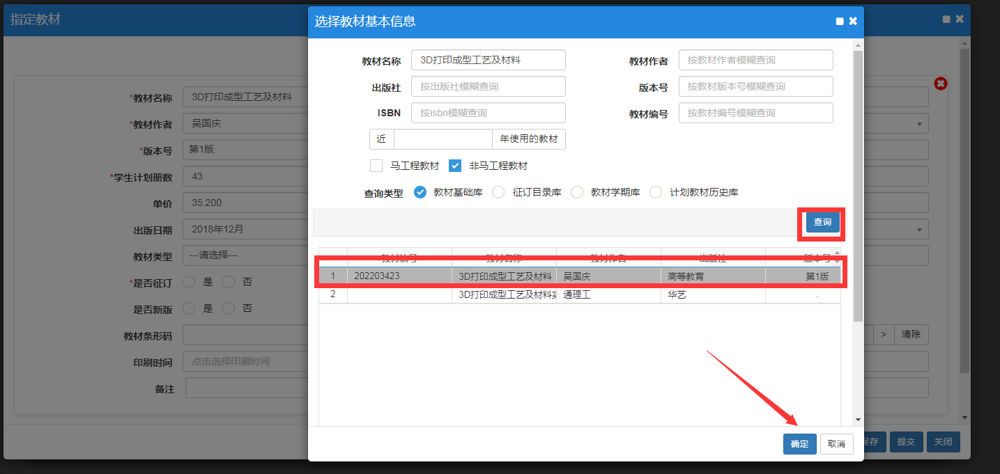 指定教材
选择教材基本信息
教材名称 3D打印成型工艺及材料 教材作者 按教材作者模糊查询
出版社 按出版社模糊查询 版本号 按教材版本号模糊查询
ISBN 按isbn模糊查询 教材编号 按教材编号模糊查询
近 年使用的教材
马工程教材 非马工程教材
查询类型 教材基础库 征订目录库 教材学期库 计划教材历史库
查询
教材编号 教材名称 教材作者 出版社 版本号
1 202203423 3D打印成型工艺及材料 吴国庆 高等教育 第1版
2 3D打印成型工艺及材料实 通理工 华艺 -
确定 取消
*教材名称 3D打印成型工艺及材料
*教材作者 吴国庆
*版本号 第1版
*学生计划册数 43
单价 35.200
出版日期 2018年12月
教材类型 ---请选择---
*是否征订 是 否
是否新版 是 否
教材条形码 > 清除
印刷时间 点击选择印刷时间
备注
保存 提交 关闭